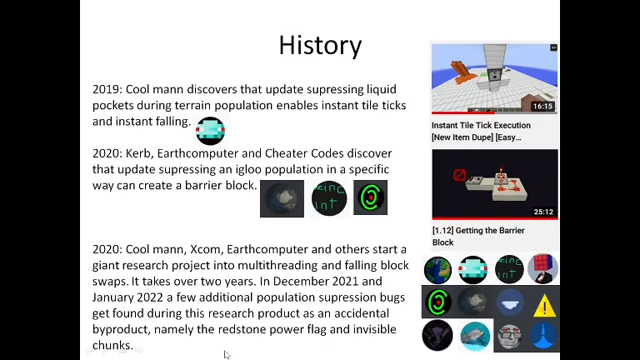 History
2019: Cool mann discovers that update supressing liquid
pockets during terrain population enables instant tile ticks
and instant falling.
2020: Kerb, Earthcomputer and Cheater Codes discover
that update supressing an igloo population in a specific
way can create a barrier block.
2020: Cool mann, Xcom, Earthcomputer and others start a
giant research project into multithreading and falling block
swaps. It takes over two years. In December 2021 and
January 2022 a few additional population supression bugs
get found during this research product as an accidental
byproduct, namely the redstone power flag and invisible
chunks.
16:15
Instant Tile Tick Execution
[New Item Dupe] [Easy...
25:12
[1.12] Getting the Barrier
Block